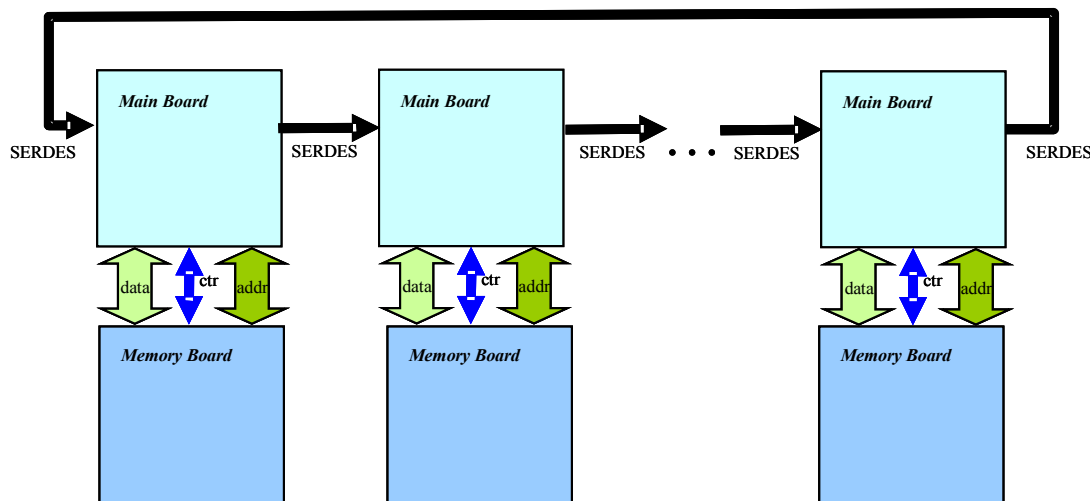 Main Board
Main Board
Main Board
SERDES
SERDES
SERDES
. . .
SERDES
SERDES
data
ctr
addr
data
ctr
addr
data
ctr
addr
Memory Board
Memory Board
Memory Board